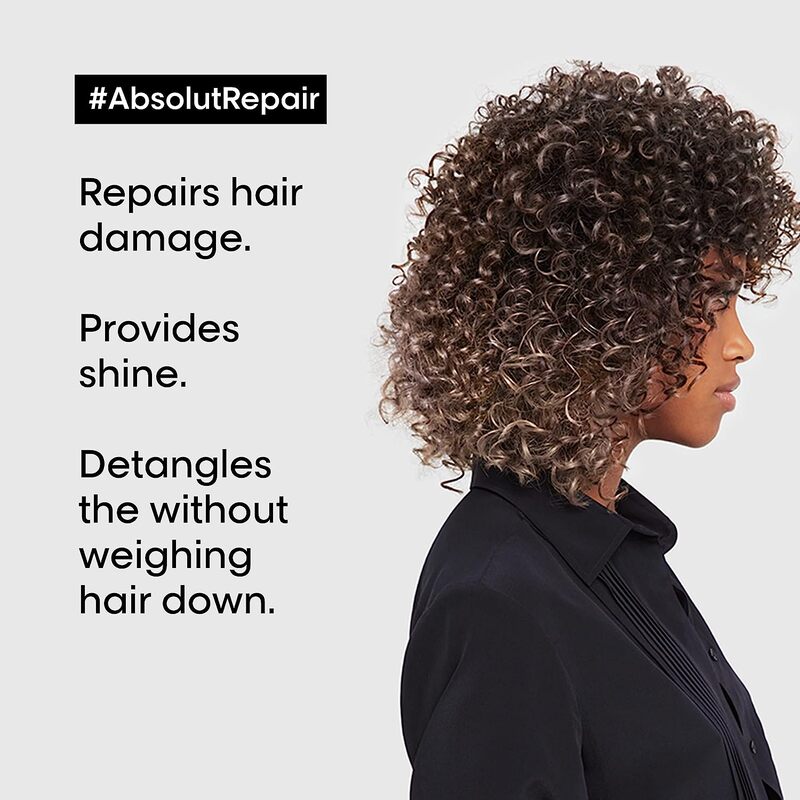 #AbsolutRepair
Repairs hair
damage.
Provides
shine.
Detangles
the without
weighing
hair down.